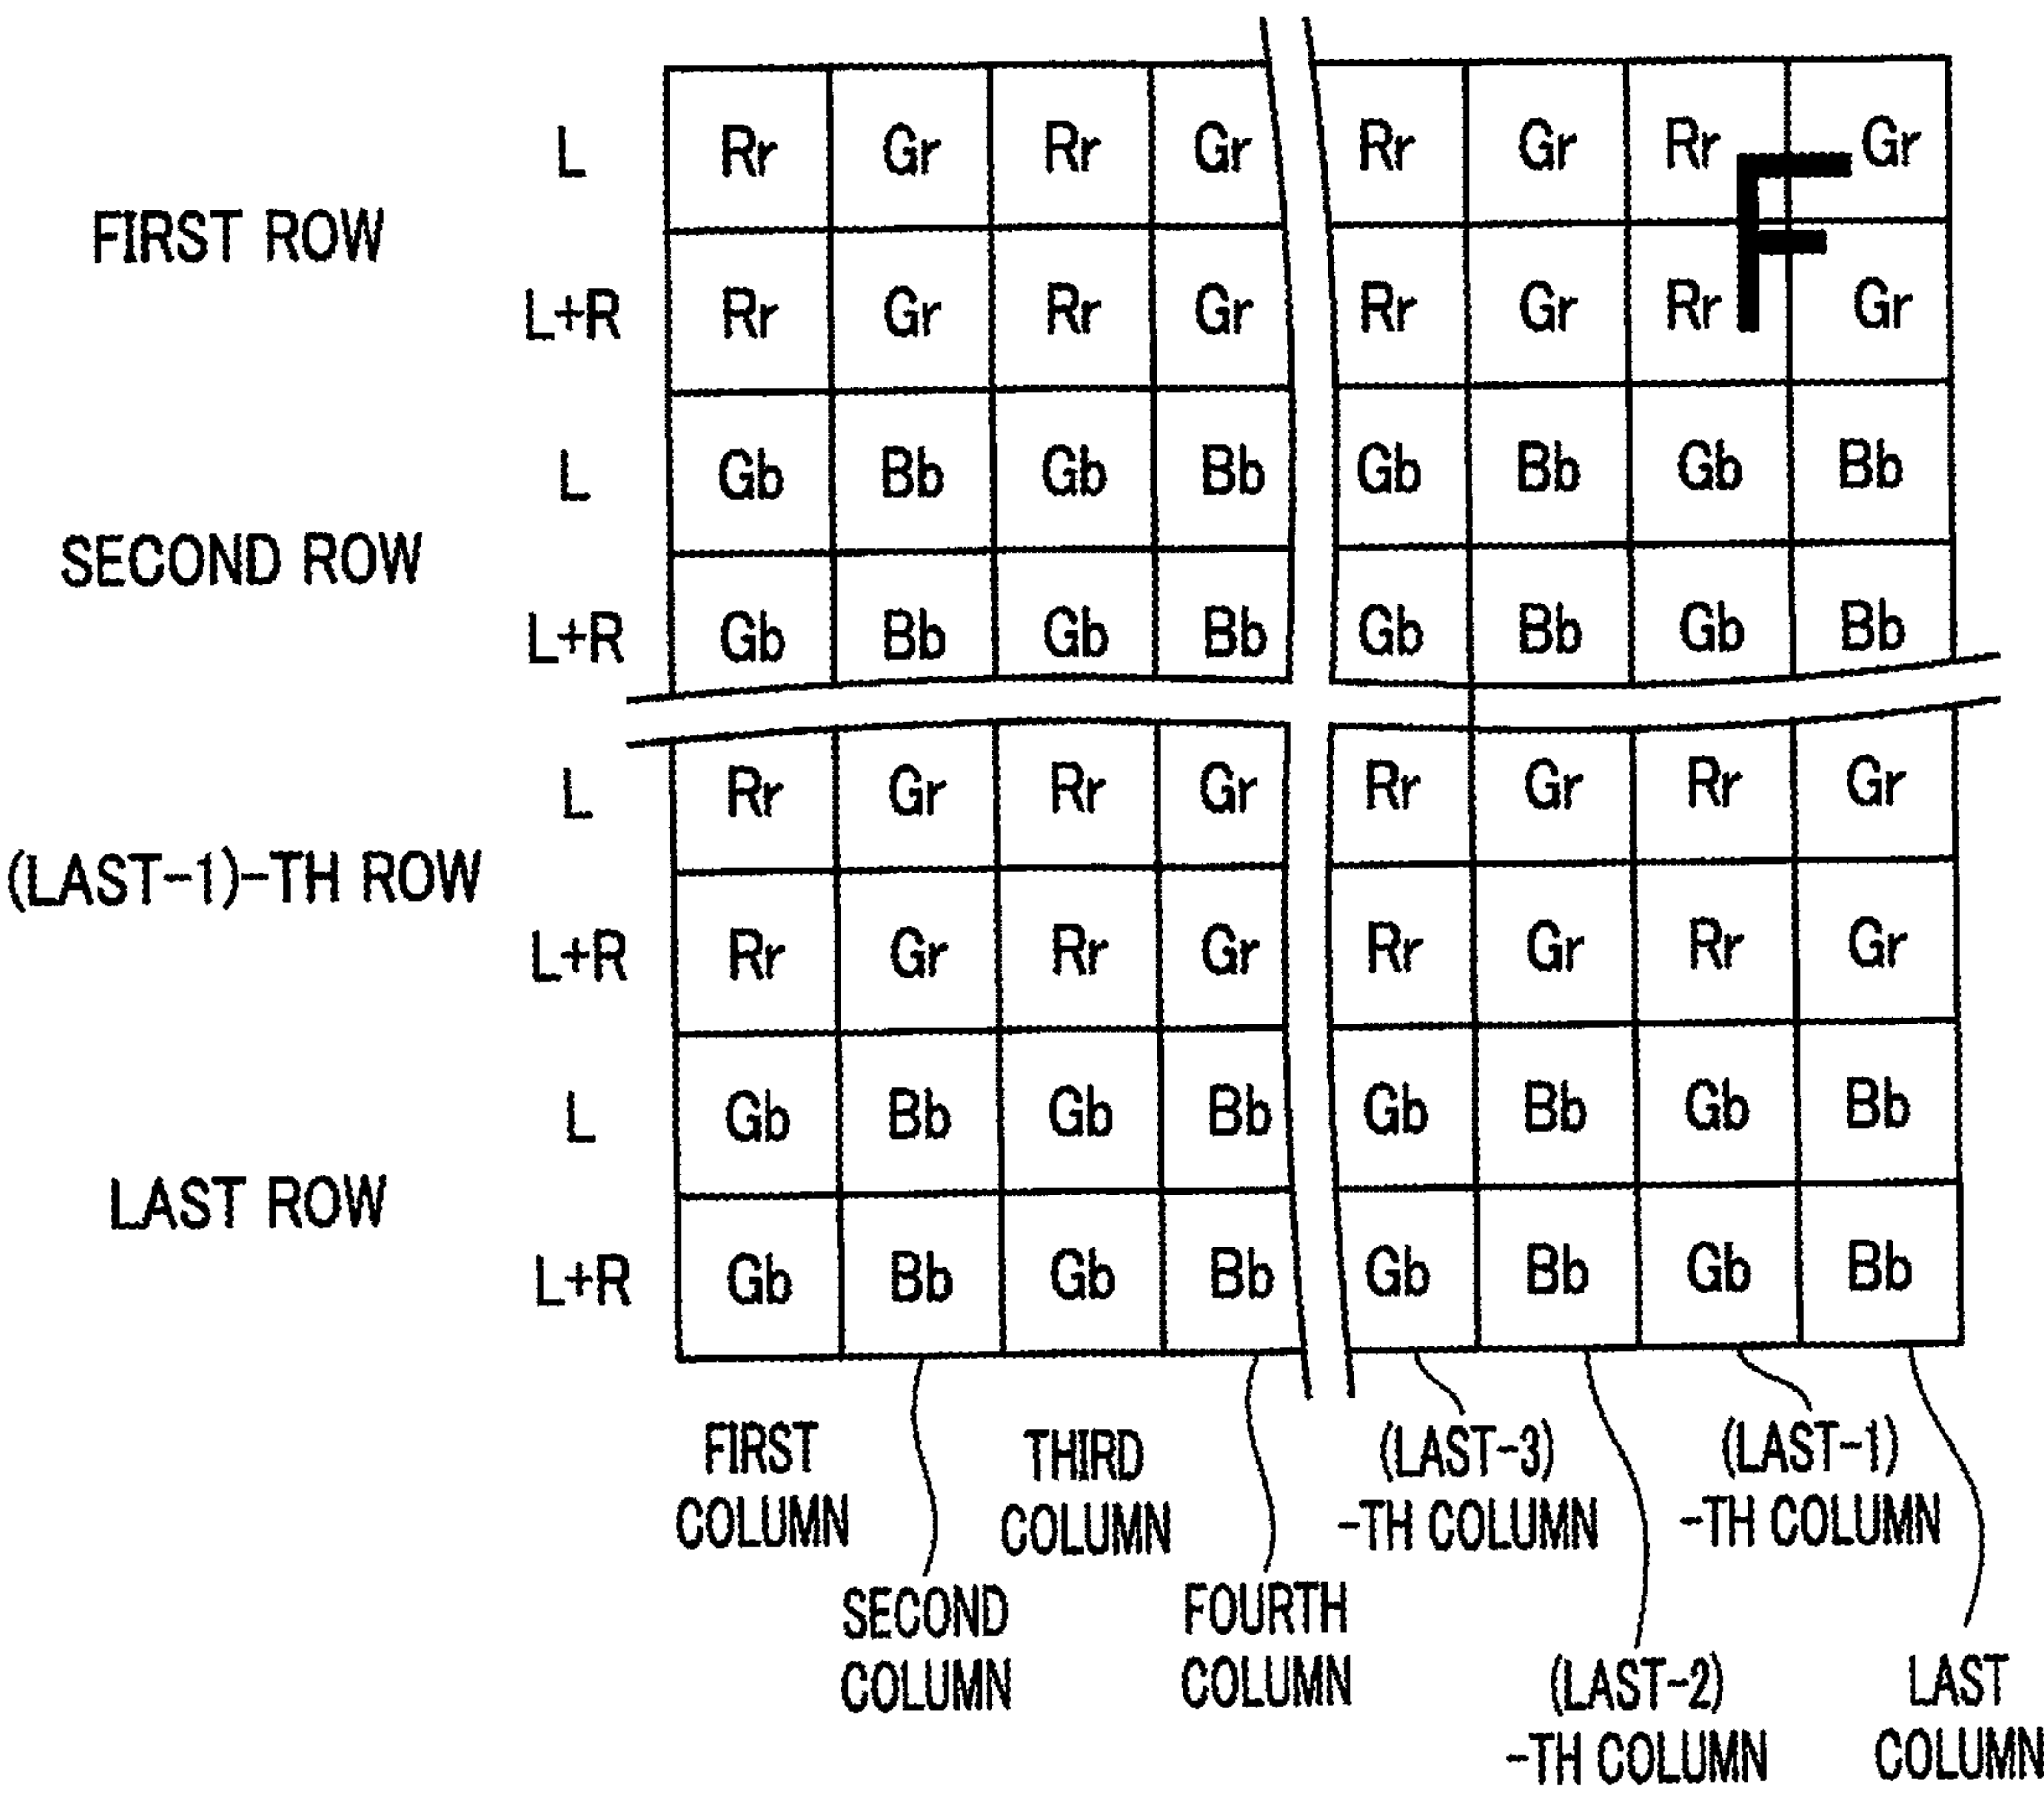 L Rr Gr Rr Gr Rr Gr Rr Gr
FIRST ROW
L+R Rr Gr Rr Gr Rr Gr Rr Gr
L Gb Bb Gb Bb Gb Bb Gb Bb
SECOND ROW
L+R Gb Bb Gb Bb Gb Bb Gb Bb
L Rr Gr Rr Gr Rr Gr Rr Gr
(LAST-1)-TH ROW
L+R Rr Gr Rr Gr Rr Gr Rr Gr
L Gb Bb Gb Bb Gb Bb Gb Bb
LAST ROW
L+R Gb Bb Gb Bb Gb Bb Gb Bb
F
FIRST
COLUMN
SECOND
COLUMN
THIRD
COLUMN
FOURTH
COLUMN
(LAST-3)
-TH COLUMN
(LAST-2)
-TH COLUMN
(LAST-1)
-TH COLUMN
LAST
COLUMN